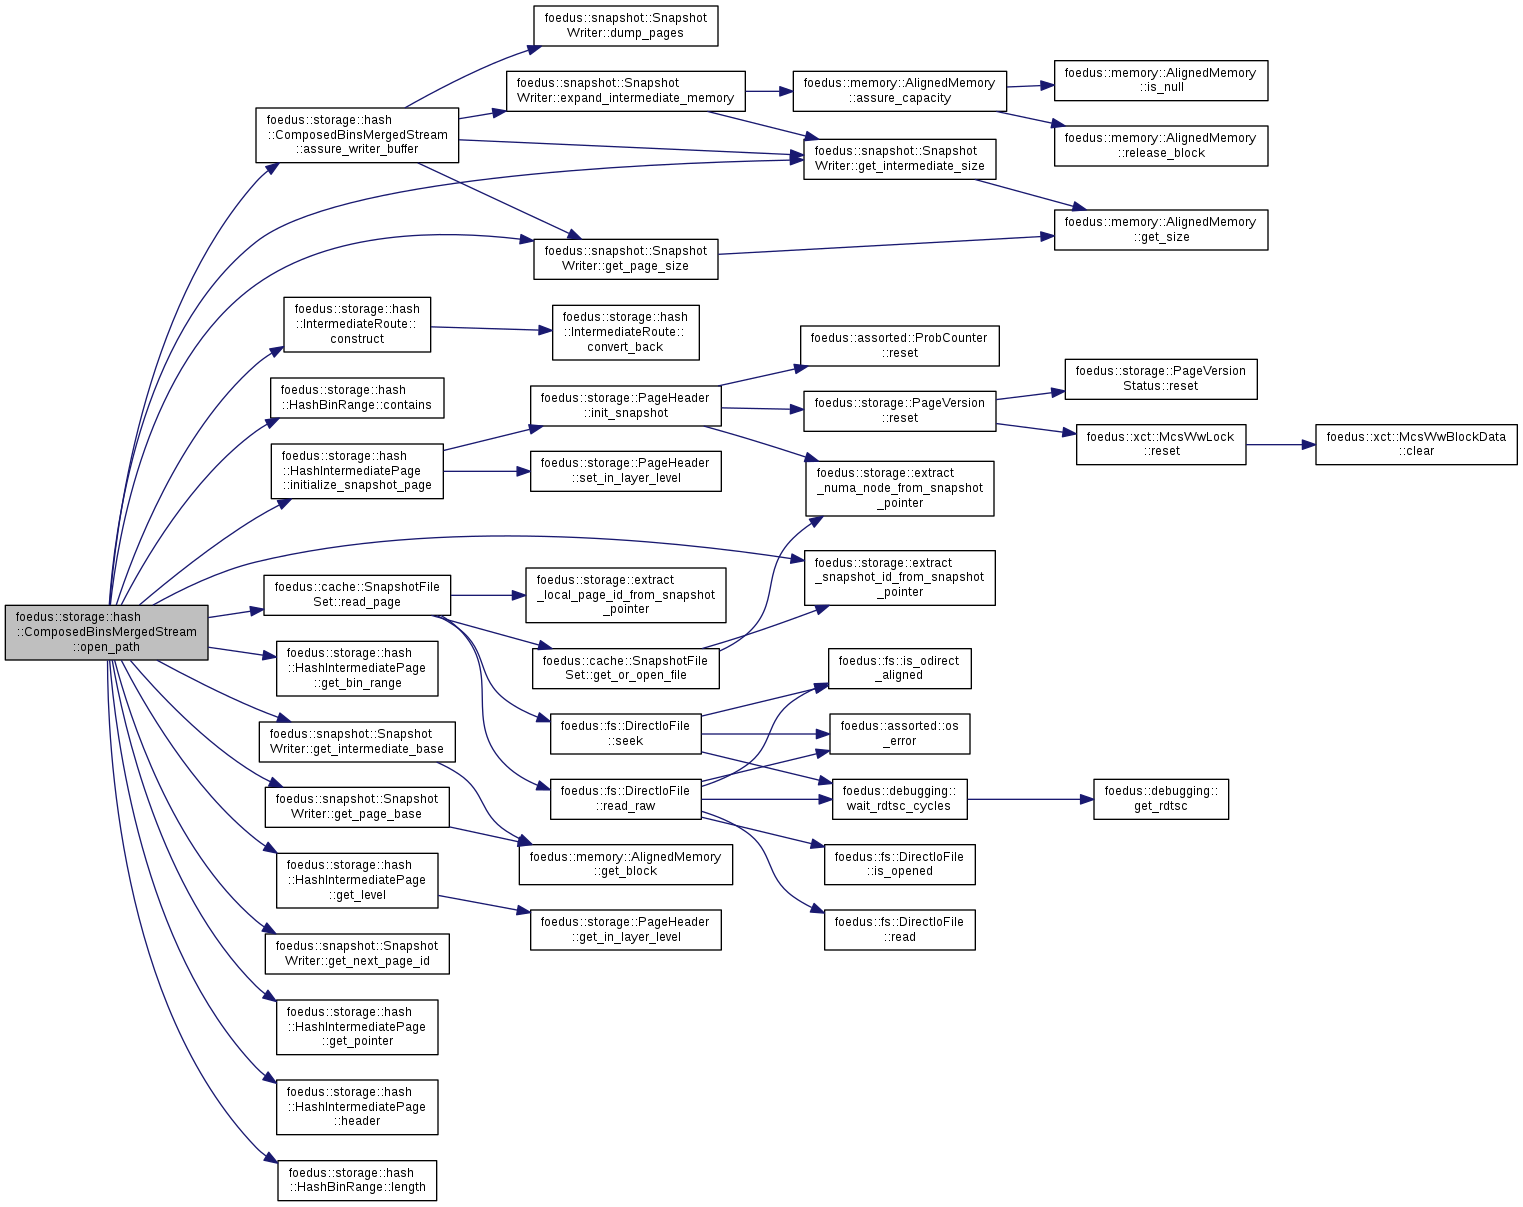 foedus::snapshot::Snapshot
Writer::dump_pages
foedus::snapshot::Snapshot
Writer::expand_intermediate_memory
foedus::memory::AlignedMemory
::assure_capacity
foedus::memory::AlignedMemory
::is_null
foedus::storage::hash
::ComposedBinsMergedStream
::assure_writer_buffer
foedus::memory::AlignedMemory
::release_block
foedus::snapshot::Snapshot
Writer::get_intermediate_size
foedus::memory::AlignedMemory
::get_size
foedus::snapshot::Snapshot
Writer::get_page_size
foedus::storage::hash
::IntermediateRoute::
construct
foedus::storage::hash
::IntermediateRoute::
convert_back
foedus::assorted::ProbCounter
::reset
foedus::storage::PageVersion
Status::reset
foedus::storage::hash
::HashBinRange::contains
foedus::storage::PageHeader
::init_snapshot
foedus::storage::PageVersion
::reset
foedus::xct::McsWwLock
::reset
foedus::xct::McsWwBlockData
::clear
foedus::storage::hash
::HashIntermediatePage
::initialize_snapshot_page
foedus::storage::PageHeader
::set_in_layer_level
foedus::storage::extract
_numa_node_from_snapshot
_pointer
foedus::storage::extract
_snapshot_id_from_snapshot
_pointer
foedus::cache::SnapshotFile
Set::read_page
foedus::storage::extract
_local_page_id_from_snapshot
_pointer
foedus::storage::hash
::ComposedBinsMergedStream
::open_path
foedus::storage::hash
::HashIntermediatePage
::get_bin_range
foedus::cache::SnapshotFile
Set::get_or_open_file
foedus::fs::is_odirect
_aligned
foedus::snapshot::Snapshot
Writer::get_intermediate_base
foedus::fs::DirectIoFile
::seek
foedus::assorted::os
_error
foedus::snapshot::Snapshot
Writer::get_page_base
foedus::fs::DirectIoFile
::read_raw
foedus::debugging::
wait_rdtsc_cycles
foedus::debugging::
get_rdtsc
foedus::storage::hash
::HashIntermediatePage
::get_level
foedus::memory::AlignedMemory
::get_block
foedus::fs::DirectIoFile
::is_opened
foedus::storage::PageHeader
::get_in_layer_level
foedus::fs::DirectIoFile
::read
foedus::snapshot::Snapshot
Writer::get_next_page_id
foedus::storage::hash
::HashIntermediatePage
::get_pointer
foedus::storage::hash
::HashIntermediatePage
::header
foedus::storage::hash
::HashBinRange::length